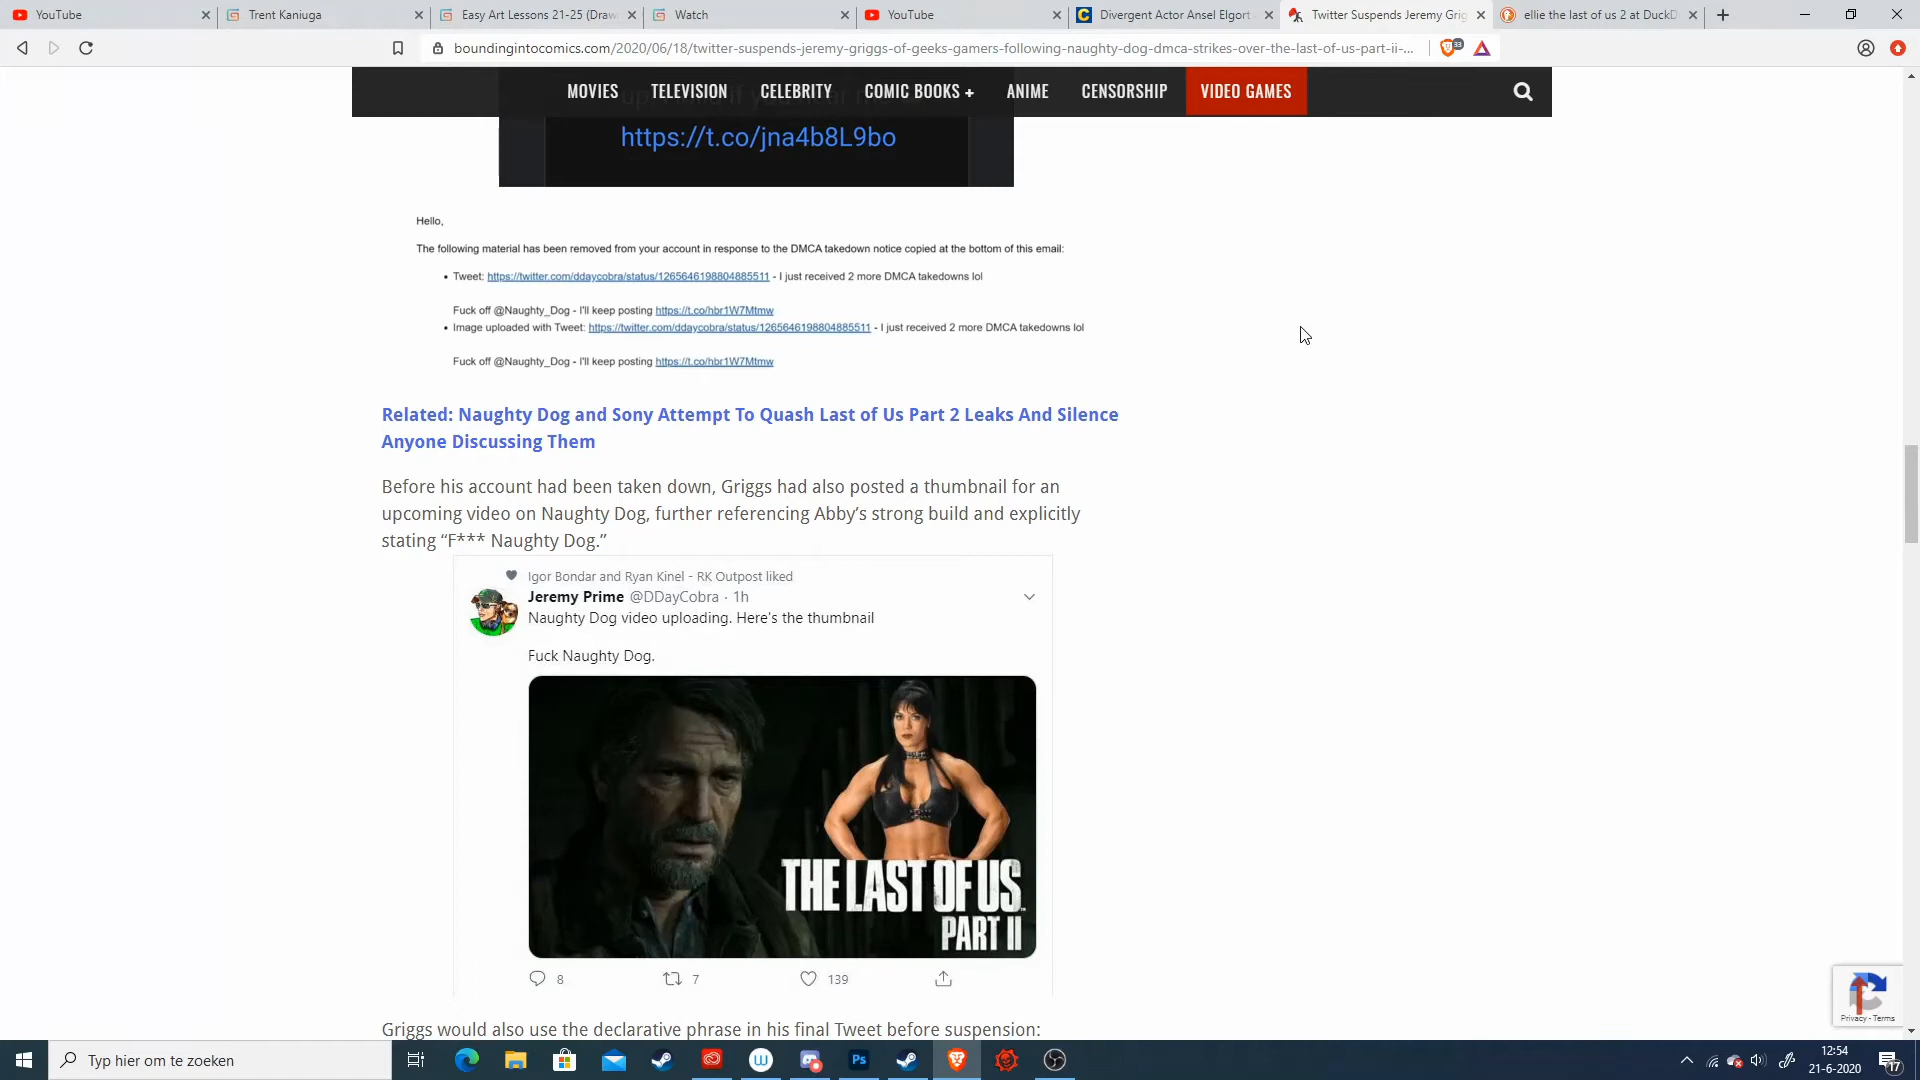 YouTube
Trent Kaniuga
Easy Art Lessons 21-25 (Draw
Watch
YouTube
Divergent Actor Ansel Elgort
Twitter Suspends Jeremy Grig
ellie the last of us 2 at DuckD
boundingintocomics.com/2020/06/18/twitter-suspends-jeremy-griggs-of-geeks-gamers-following-naughty-dog-dmca-strikes-over-the-last-of-us-part-ii-...
33
MOVIES TELEVISION CELEBRITY COMIC BOOKS + ANIME CENSORSHIP VIDEO GAMES
https://t.co/jna4b8L9bo
Hello,
The following material has been removed from your account in response to the DMCA takedown notice copied at the bottom of this email:
• Tweet: https://twitter.com/ddaycobra/status/1265646198804885511 - I just received 2 more DMCA takedowns lol
Fuck off @Naughty_Dog - I'll keep posting https://t.co/hbr1W7Mtmw
• Image uploaded with Tweet: https://twitter.com/ddaycobra/status/1265646198804885511 - I just received 2 more DMCA takedowns lol
Fuck off @Naughty_Dog - I'll keep posting https://t.co/hbr1W7Mtmw
Related: Naughty Dog and Sony Attempt To Quash Last of Us Part 2 Leaks And Silence
Anyone Discussing Them
Before his account had been taken down, Griggs had also posted a thumbnail for an
upcoming video on Naughty Dog, further referencing Abby’s strong build and explicitly
stating “F*** Naughty Dog.”
Igor Bondar and Ryan Kinel - RK Outpost liked
Jeremy Prime @DDayCobra · 1h
Naughty Dog video uploading. Here's the thumbnail
Fuck Naughty Dog.
THE LAST OF US
PART II
8 7 139
Griggs would also use the declarative phrase in his final Tweet before suspension:
Privacy - Terms
Typ hier om te zoeken
12:54
21-6-2020
17